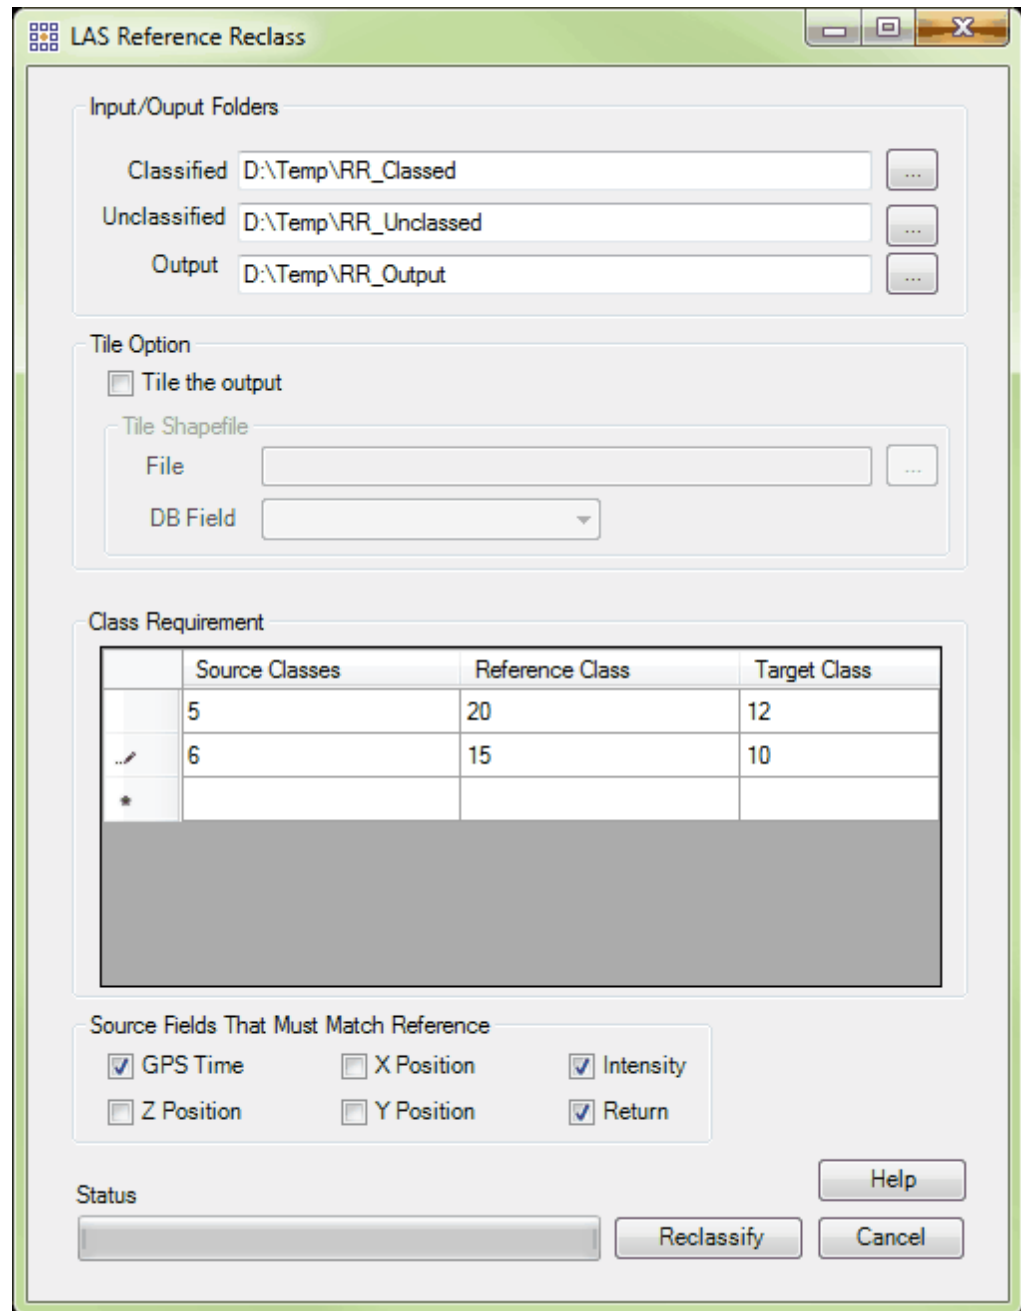 LAS Reference Reclass
Input/Ouput Folders
Classified D:\Temp\RR_Classed ...
Unclassified D:\Temp\RR_Unclassed ...
Output D:\Temp\RR_Output ...
Tile Option
Tile the output
Tile Shapefile
File ...
DB Field
Class Requirement
Source Classes Reference Class Target Class
5 20 12
6 15 10
*
Source Fields That Must Match Reference
GPS Time X Position Intensity
Z Position Y Position Return
Help
Status
Reclassify Cancel